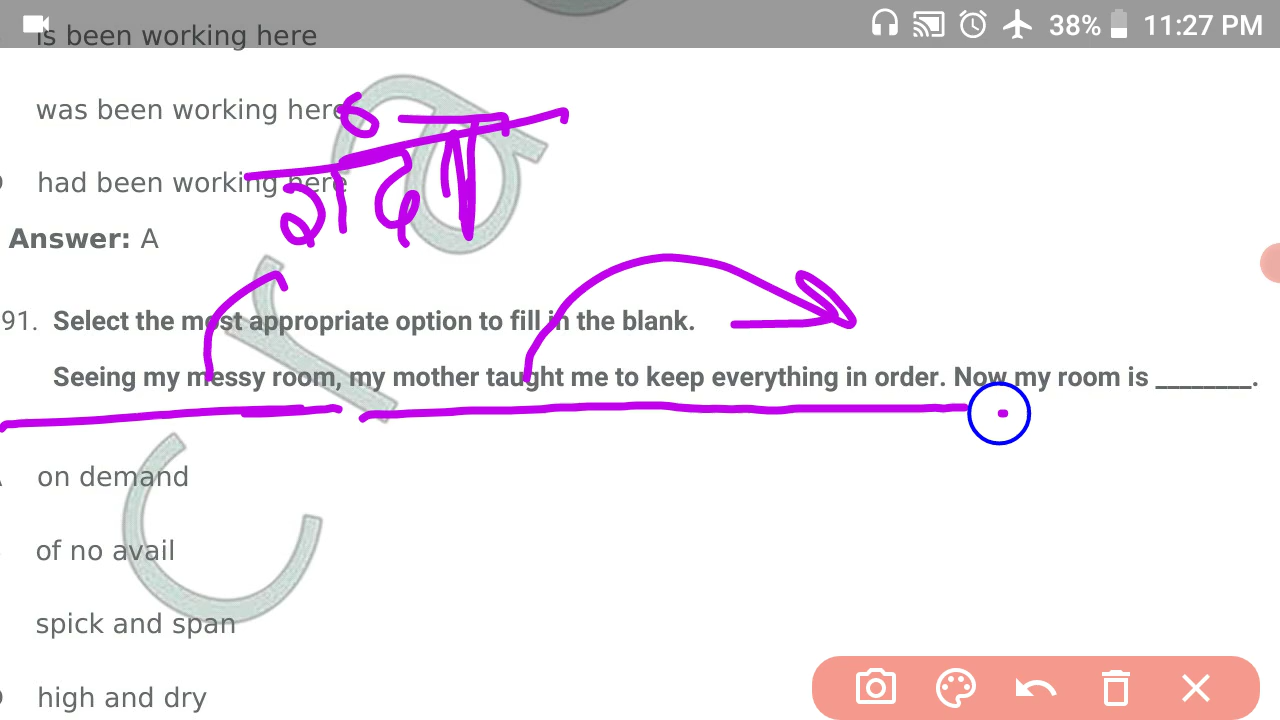 38% 11:27 PM
is been working here
was been working here
had been working here
Answer: A
91. Select the most appropriate option to fill in the blank.
Seeing my messy room, my mother taught me to keep everything in order. Now my room is ________.
on demand
of no avail
spick and span
high and dry